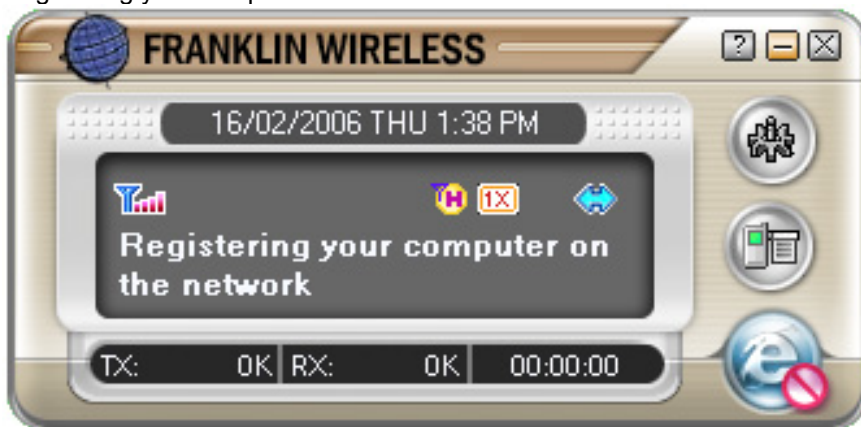 FRANKLIN WIRELESS
16/02/2006 THU 1:38 PM
H 1X
Registering your computer on
the network
TX: 0K RX: 0K 00:00:00